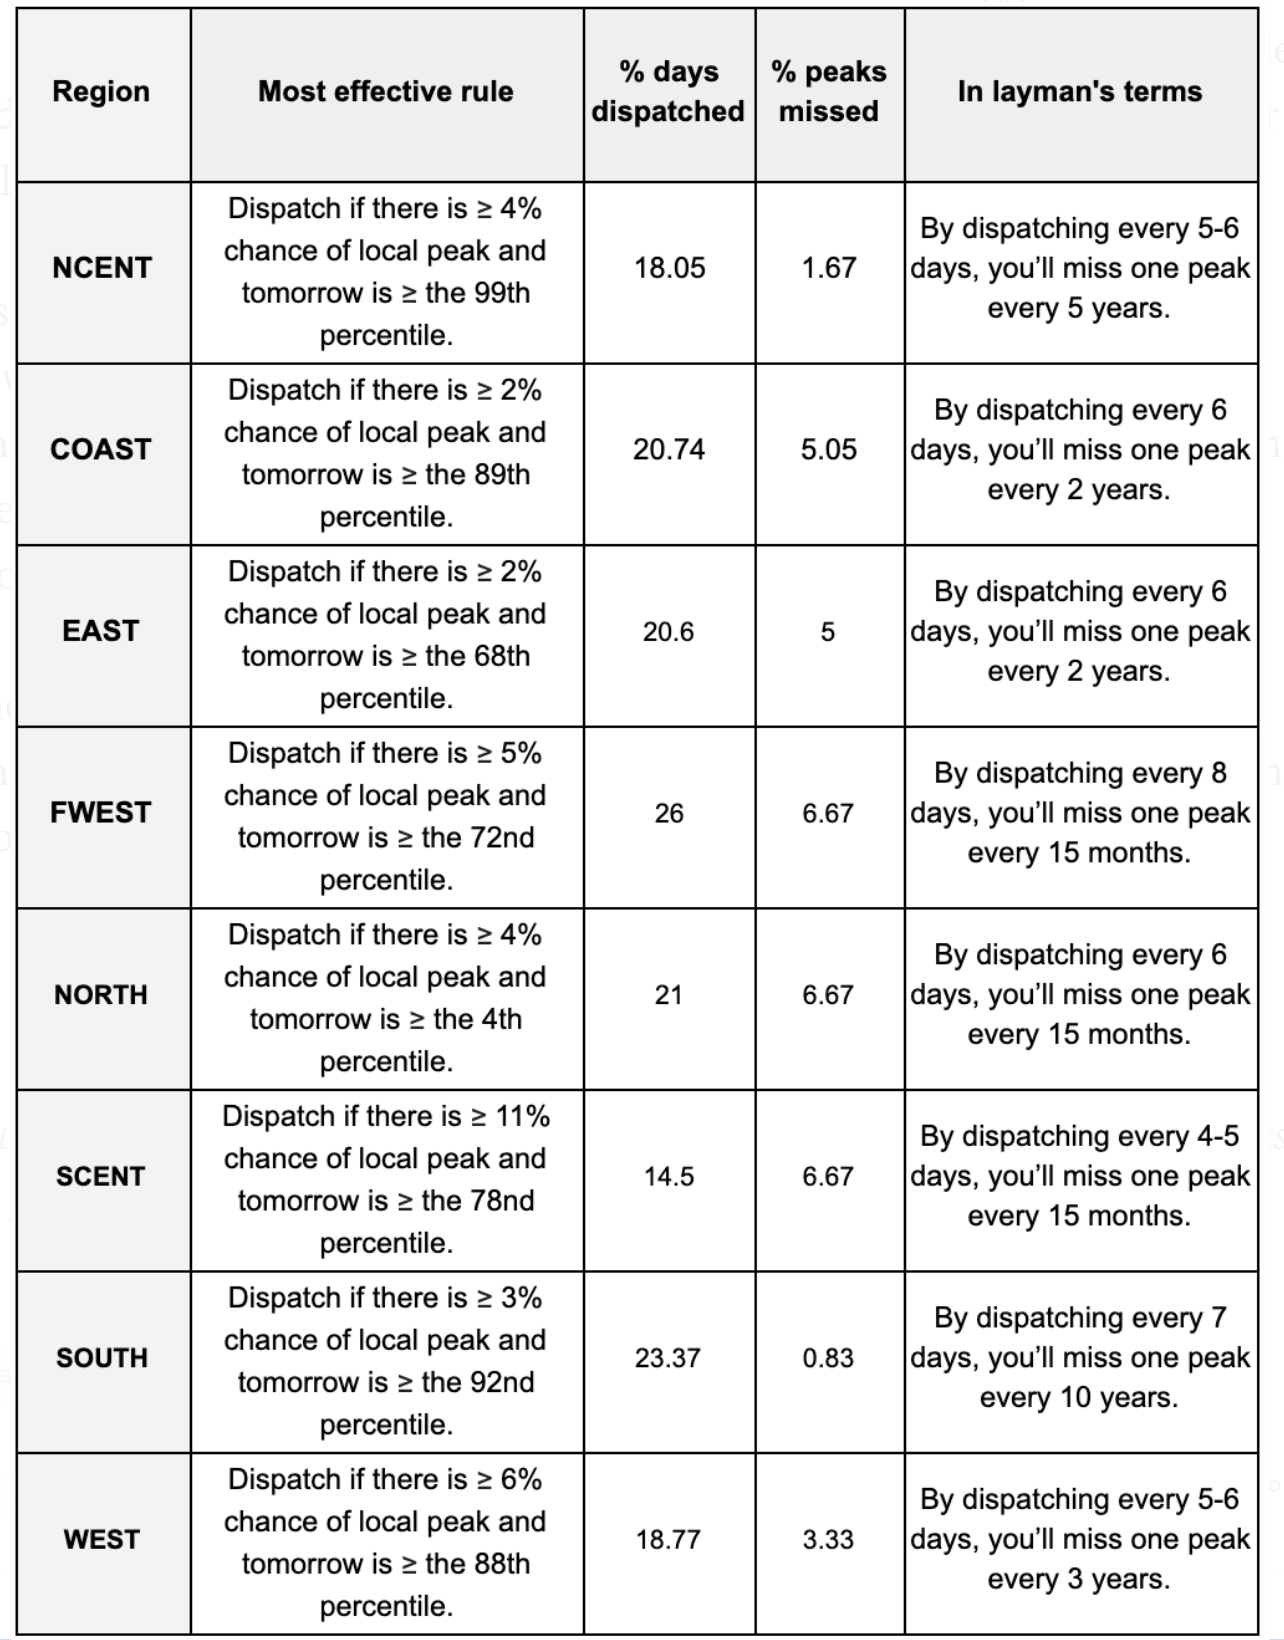 Region
Most effective rule
% days
dispatched
% peaks
missed
In layman's terms
NCENT
Dispatch if there is ≥ 4%
chance of local peak and
tomorrow is ≥ the 99th
percentile.
18.05
1.67
By dispatching every 5-6
days, you’ll miss one peak
every 5 years.
COAST
Dispatch if there is ≥ 2%
chance of local peak and
tomorrow is ≥ the 89th
percentile.
20.74
5.05
By dispatching every 6
days, you’ll miss one peak
every 2 years.
EAST
Dispatch if there is ≥ 2%
chance of local peak and
tomorrow is ≥ the 68th
percentile.
20.6
5
By dispatching every 6
days, you’ll miss one peak
every 2 years.
FWEST
Dispatch if there is ≥ 5%
chance of local peak and
tomorrow is ≥ the 72nd
percentile.
26
6.67
By dispatching every 8
days, you’ll miss one peak
every 15 months.
NORTH
Dispatch if there is ≥ 4%
chance of local peak and
tomorrow is ≥ the 4th
percentile.
21
6.67
By dispatching every 6
days, you’ll miss one peak
every 15 months.
SCENT
Dispatch if there is ≥ 11%
chance of local peak and
tomorrow is ≥ the 78nd
percentile.
14.5
6.67
By dispatching every 4-5
days, you’ll miss one peak
every 15 months.
SOUTH
Dispatch if there is ≥ 3%
chance of local peak and
tomorrow is ≥ the 92nd
percentile.
23.37
0.83
By dispatching every 7
days, you’ll miss one peak
every 10 years.
WEST
Dispatch if there is ≥ 6%
chance of local peak and
tomorrow is ≥ the 88th
percentile.
18.77
3.33
By dispatching every 5-6
days, you’ll miss one peak
every 3 years.